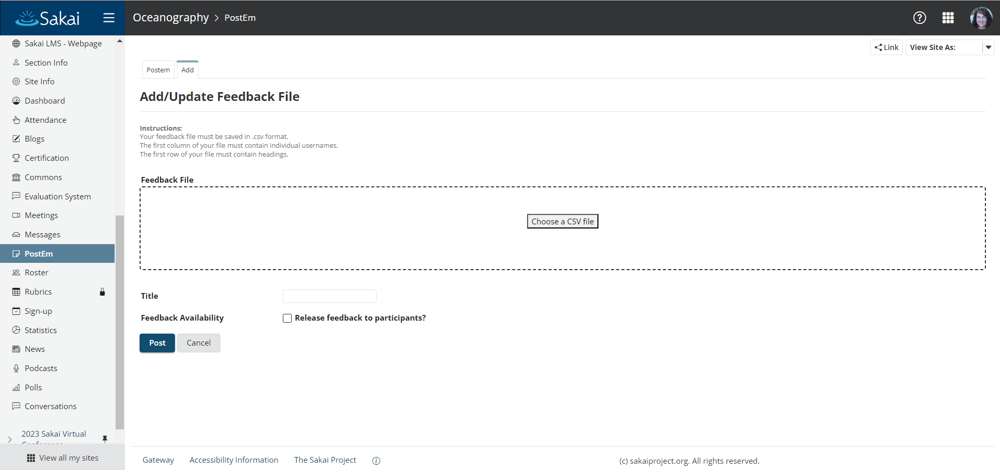 Sakai
Oceanography > PostEm
Sakai LMS - Webpage
Section Info
Site Info
Dashboard
Attendance
Blogs
Certification
Commons
Evaluation System
Meetings
Messages
PostEm
Roster
Rubrics
Sign-up
Statistics
News
Podcasts
Polls
Conversations
2023 Sakai Virtual
Conference
View all my sites
Link
View Site As:
Postem
Add
Add/Update Feedback File
Instructions:
Your feedback file must be saved in .csv format.
The first column of your file must contain individual usernames.
The first row of your file must contain headings.
Feedback File
Choose a CSV file
Title
Feedback Availability
Release feedback to participants?
Post
Cancel
Gateway
Accessibility Information
The Sakai Project
(c) sakaiproject.org. All rights reserved.